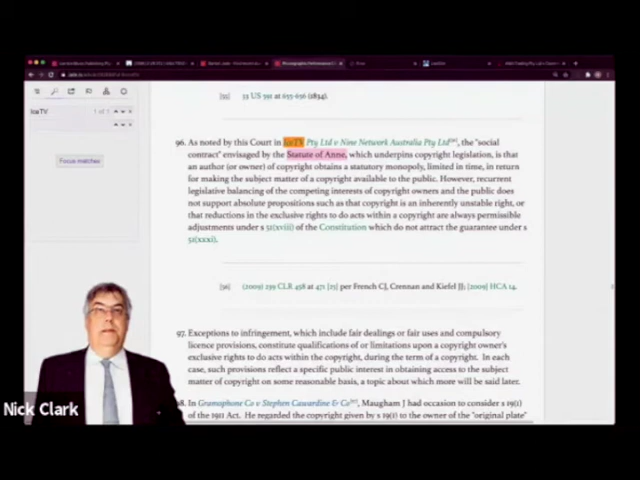 IceTV
1 of 1
Focus matches
[55] 33 US 591 at 655-656 (1834).
96. As noted by this Court in IceTV Pty Ltd v Nine Network Australia Pty Ltd[56], the "social
contract" envisaged by the Statute of Anne, which underpins copyright legislation, is that
an author (or owner) of copyright obtains a statutory monopoly, limited in time, in return
for making the subject matter of a copyright available to the public. However, recurrent
legislative balancing of the competing interests of copyright owners and the public does
not support absolute propositions such as that copyright is an inherently unstable right, or
that reductions in the exclusive rights to do acts within a copyright are always permissible
adjustments under s 51(xviii) of the Constitution which do not attract the guarantee under s
51(xxxi).
[56] (2009) 239 CLR 458 at 471 [25] per French CJ, Crennan and Kiefel JJ; [2009] HCA 14.
97. Exceptions to infringement, which include fair dealings or fair uses and compulsory
licence provisions, constitute qualifications of or limitations upon a copyright owner's
exclusive rights to do acts within the copyright, during the term of a copyright. In each
case, such provisions reflect a specific public interest in obtaining access to the subject
matter of copyright on some reasonable basis, a topic about which more will be said later.
98. In Gramophone Co v Stephen Cawardine & Co, Maugham J had occasion to consider s 19(1)
of the 1911 Act. He regarded the copyright given by s 19(1) to the owner of the "original plate"
Nick Clark